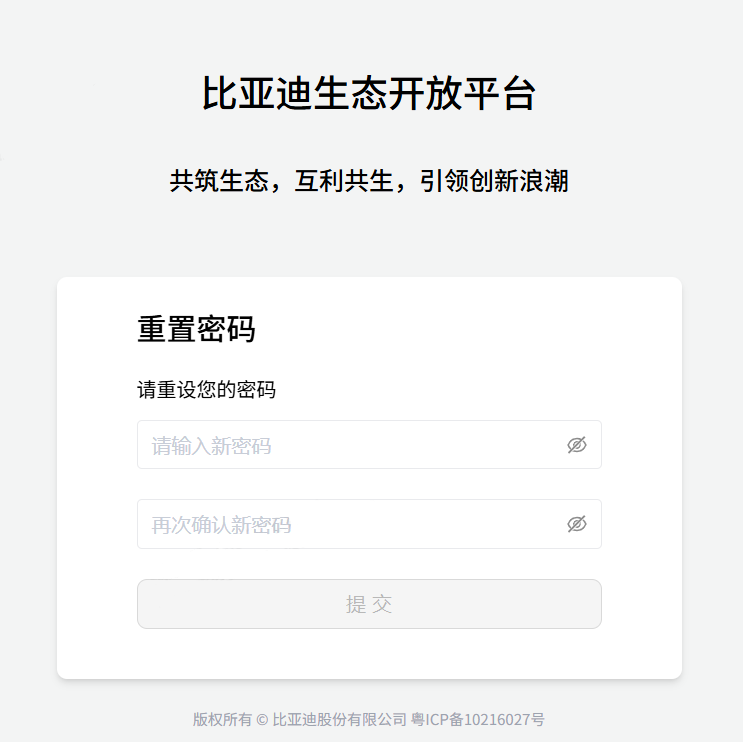 比亚迪生态开放平台
共筑生态，互利共生，引领创新浪潮
重置密码
请重设您的密码
请输入新密码
再次确认新密码
提 交
版权所有 © 比亚迪股份有限公司 粤ICP备10216027号